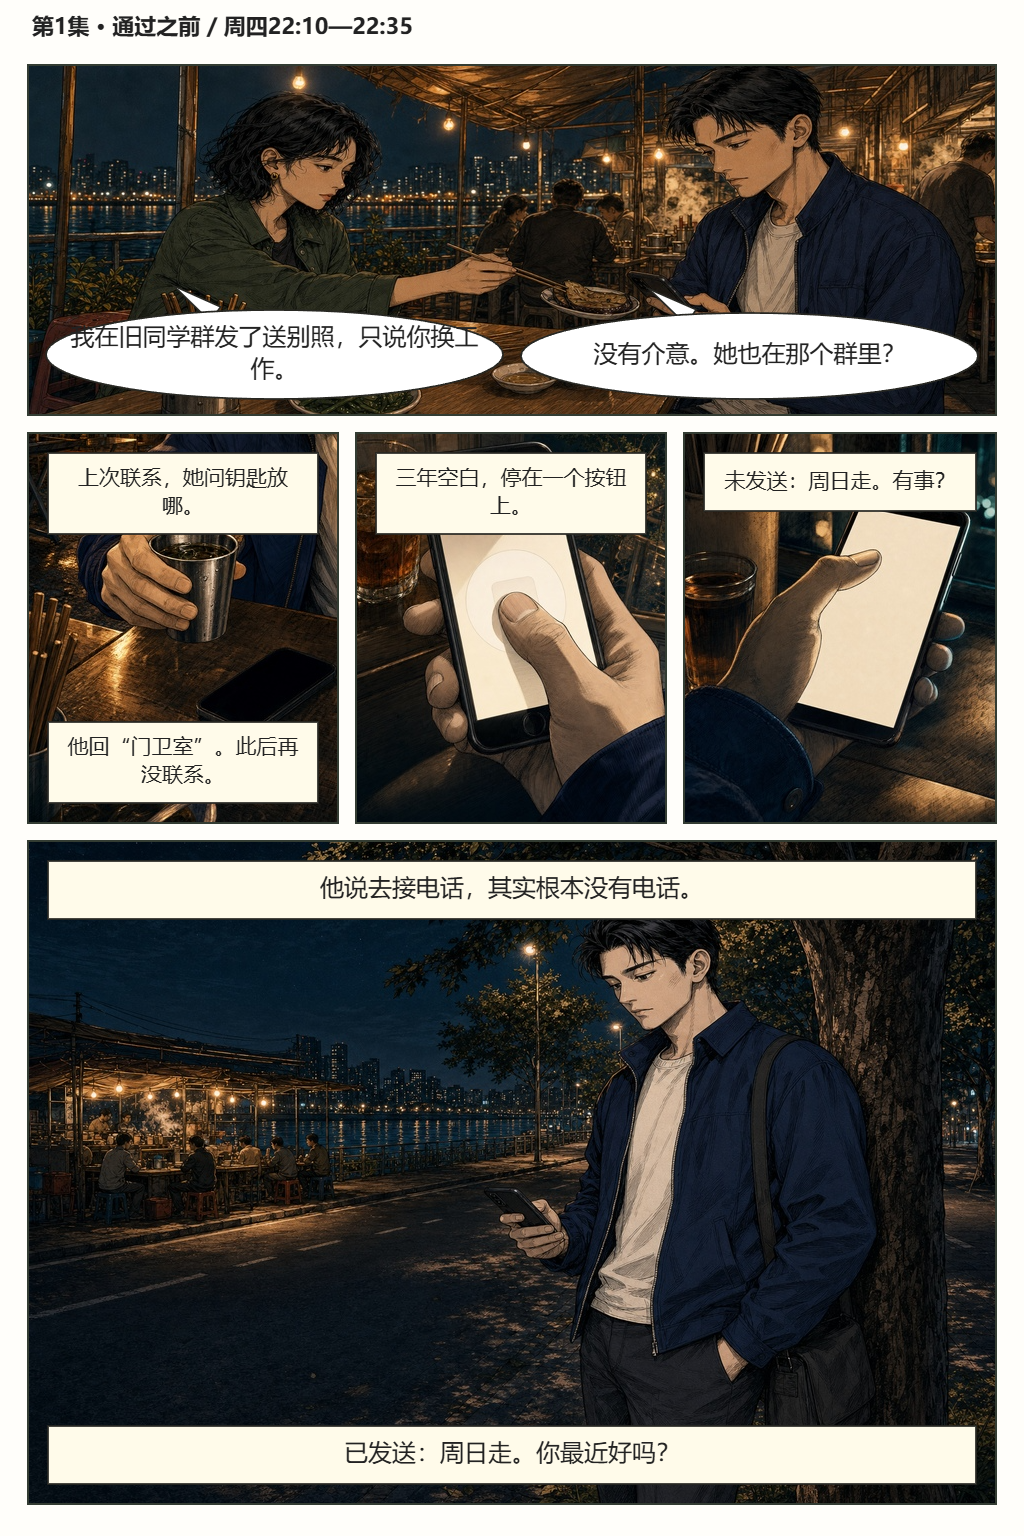 第1集·通过之前 / 周四22:10—22:35
我在旧同学群发了送别照，只说你换工
作。
没有介意。她也在那个群里？
上次联系，她问钥匙放
哪。
他回“门卫室”。此后再
没联系。
三年空白，停在一个按钮
上。
未发送：周日走。有事？
他说去接电话，其实根本没有电话。
已发送：周日走。你最近好吗？